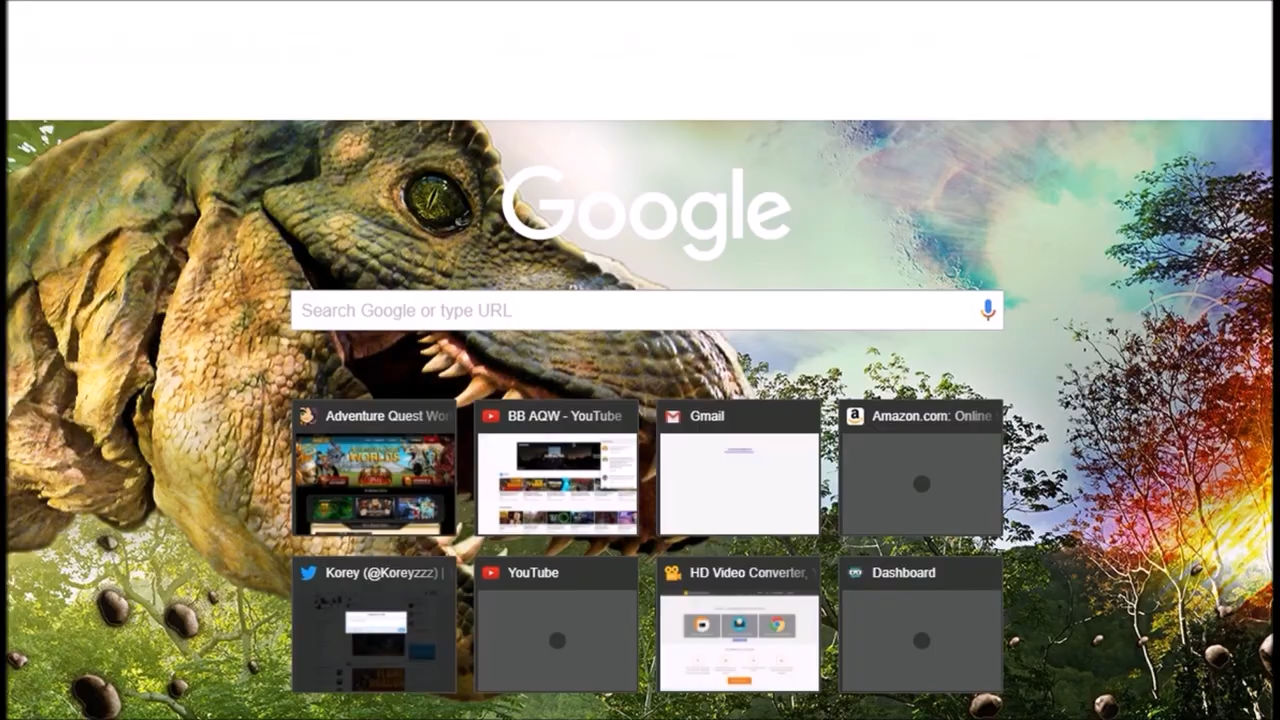 Google
Search Google or type URL
Adventure Quest Wor
BB AQW - YouTube
Gmail
Amazon.com: Online
Korey (@Koreyzzz) |
YouTube
HD Video Converter,
Dashboard